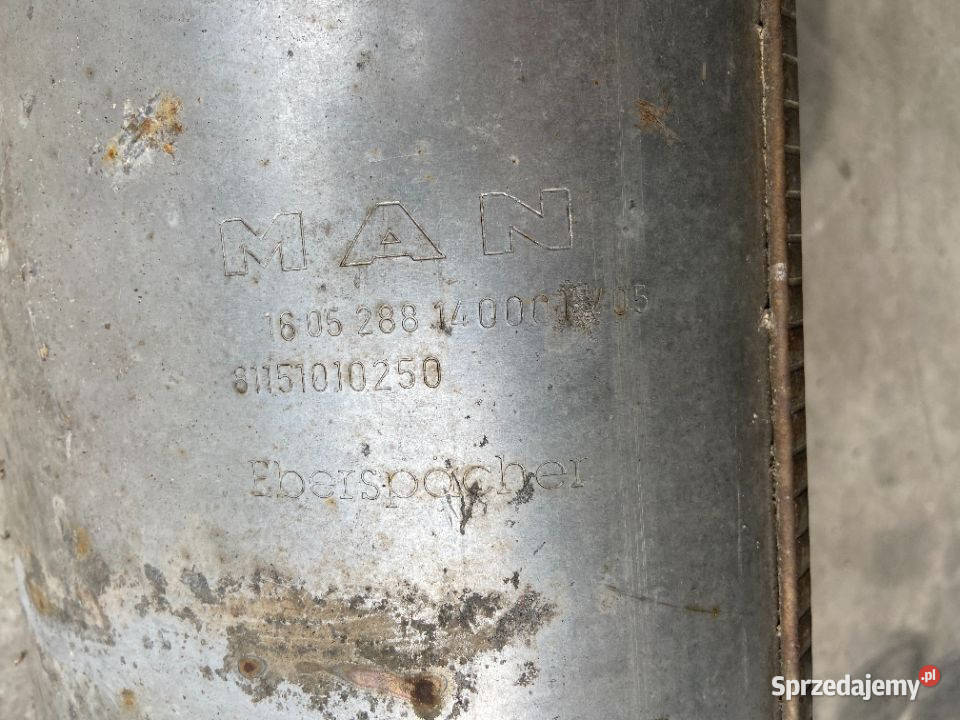 MAN
16 05 288
81151010250
Eberspächer
Sprzedajemy.pl